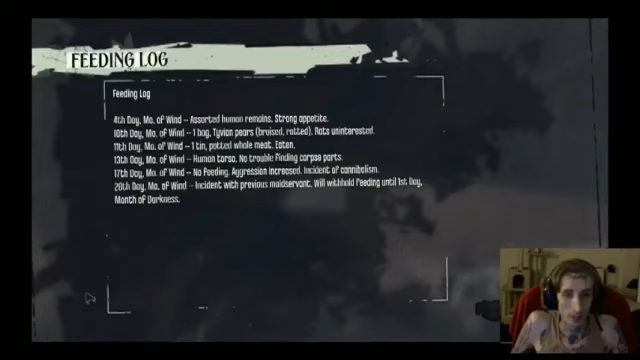 FEEDING LOG
Feeding Log
4th Day, Mo. of Wind – Assorted human remains. Strong appetite.
10th Day, Mo. of Wind – 1 bag, Tyvian pears (bruised, rotted). Rats uninterested.
11th Day, Mo. of Wind – 1 tin, potted whale meat. Eaten.
13th Day, Mo. of Wind – Human torso. No trouble finding corpse parts.
17th Day, Mo. of Wind – No feeding. Aggression increased. Incident of cannibalism.
20th Day, Mo. of Wind – Incident with previous maidservant. Will withhold feeding until 1st Day,
Month of Darkness.